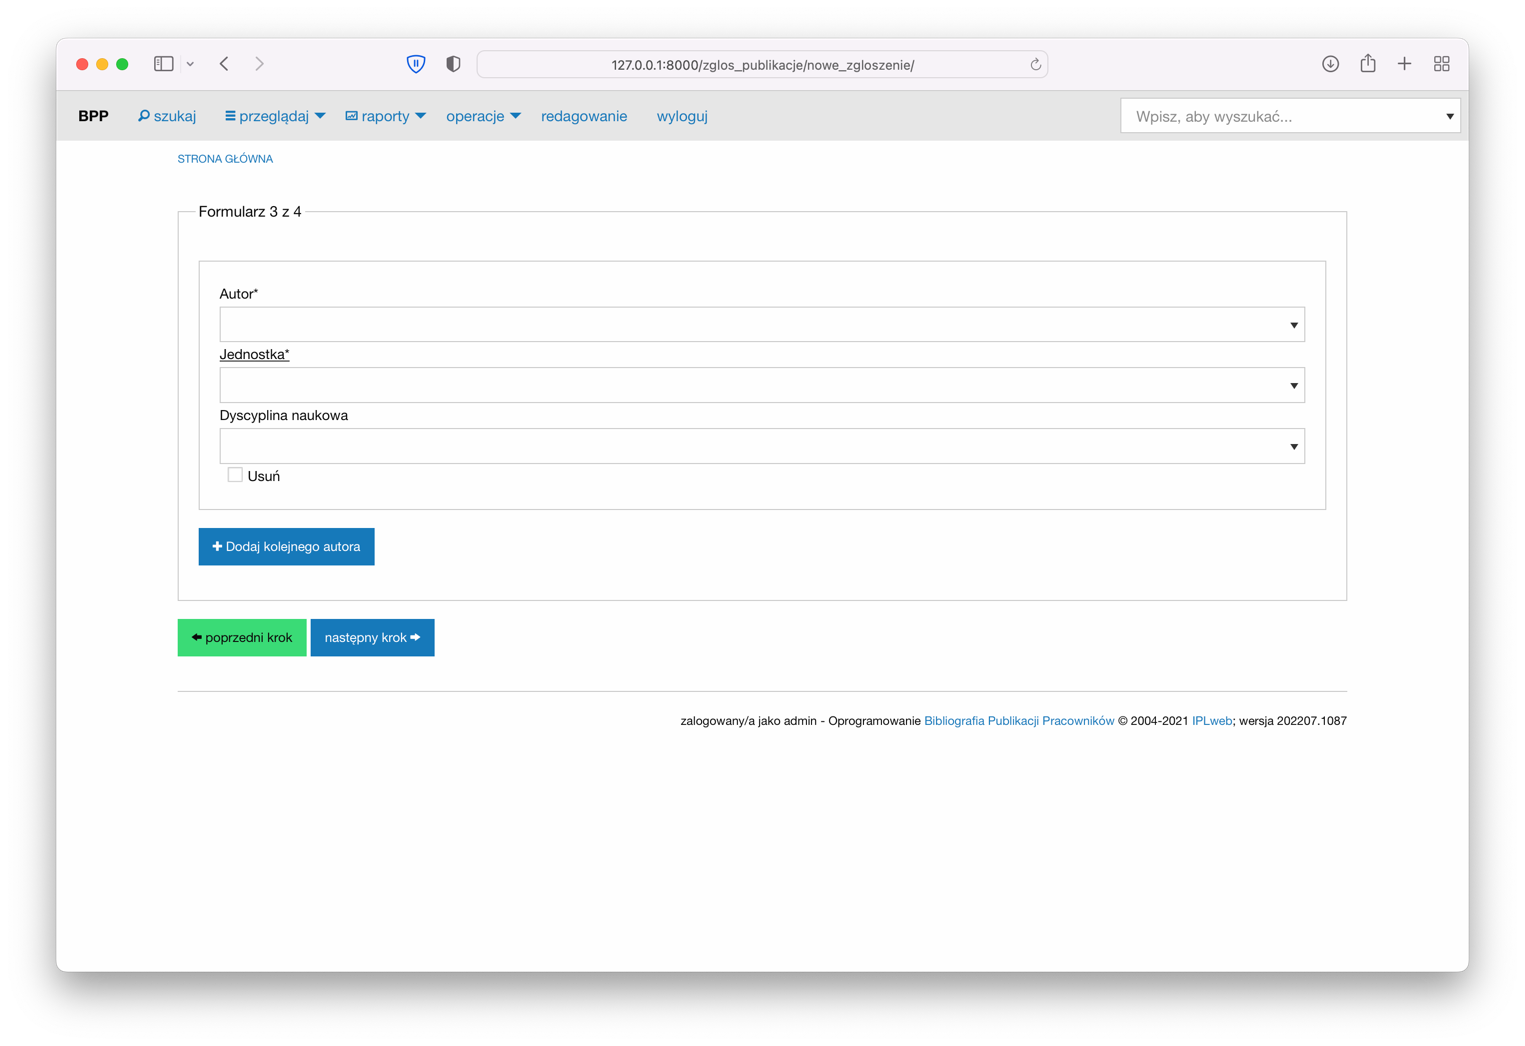 127.0.0.1:8000/zglos_publikacje/nowe_zgloszenie/
BPP szukaj przeglądaj raporty operacje redagowanie wyloguj Wpisz, aby wyszukać...
STRONA GŁÓWNA
Formularz 3 z 4
Autor*
Jednostka*
Dyscyplina naukowa
Usuń
Dodaj kolejnego autora
poprzedni krok następny krok
zalogowany/a jako admin - Oprogramowanie Bibliografia Publikacji Pracowników © 2004-2021 IPLweb; wersja 202207.1087